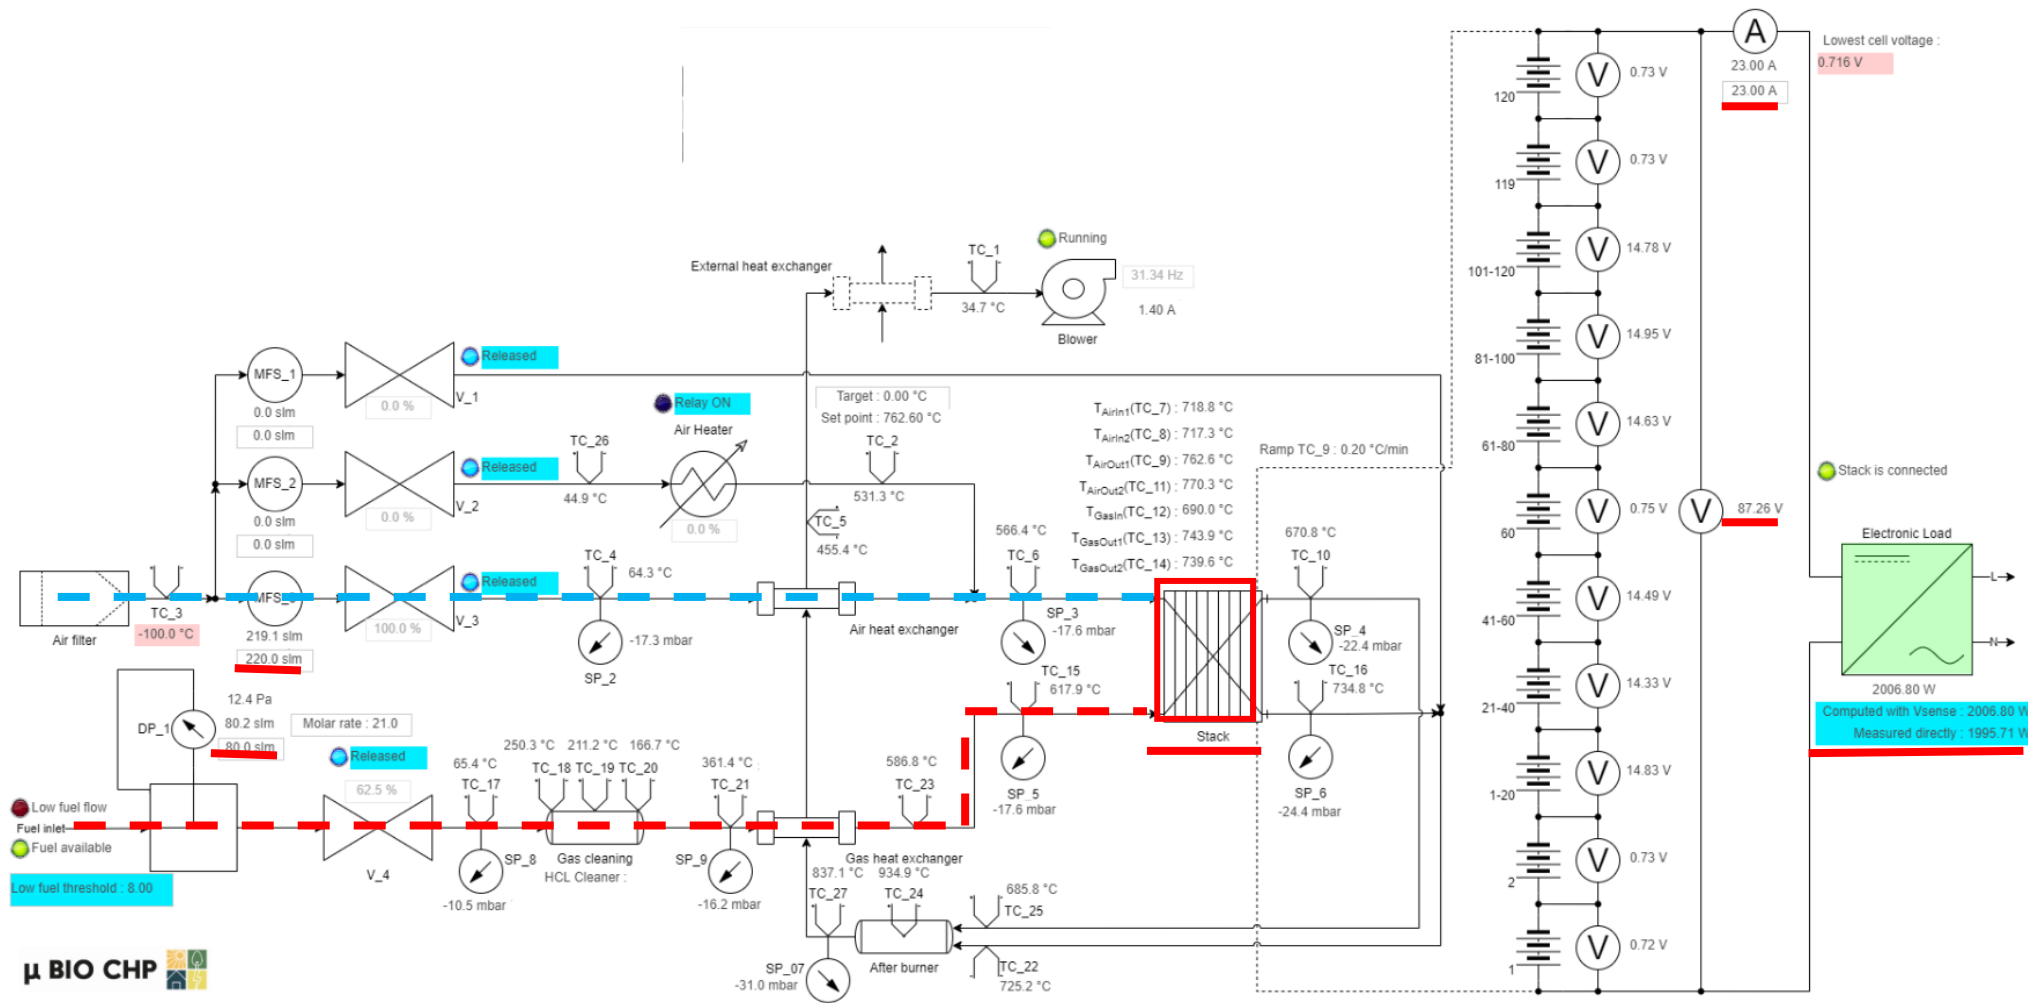 Lowest cell voltage :
0.716 V
A
23.00 A
23.00 A
120
V
0.73 V
119
V
0.73 V
101-120
V
14.78 V
81-100
V
14.95 V
61-80
V
14.63 V
60
V
0.75 V
V
87.26 V
41-60
V
14.49 V
21-40
V
14.33 V
1-20
V
14.83 V
2
V
0.73 V
1
V
0.72 V
Stack is connected
Electronic Load
L
N
2006.80 W
Computed with Vsense : 2006.80 W
Measured directly : 1995.71 W
External heat exchanger
TC_1
34.7 °C
Running
31.34 Hz
1.40 A
Blower
MFS_1
0.0 slm
0.0 slm
0.0 %
V_1
Released
Relay ON
Air Heater
0.0 %
Target : 0.00 °C
Set point : 762.60 °C
TC_2
531.3 °C
MFS_2
0.0 slm
0.0 slm
0.0 %
V_2
Released
TC_26
44.9 °C
TC_5
455.4 °C
TAirIn1(TC_7) : 718.8 °C
TAirIn2(TC_8) : 717.3 °C
TAirOut1(TC_9) : 762.6 °C
TAirOut2(TC_11) : 770.3 °C
TGasIn(TC_12) : 690.0 °C
TGasOut1(TC_13) : 743.9 °C
TGasOut2(TC_14) : 739.6 °C
Ramp TC_9 : 0.20 °C/min
Air filter
TC_3
-100.0 °C
219.1 slm
220.0 slm
100.0 %
V_3
Released
TC_4
64.3 °C
-17.3 mbar
SP_2
Air heat exchanger
566.4 °C
TC_6
SP_3
-17.6 mbar
TC_15
617.9 °C
SP_5
-17.6 mbar
Stack
670.8 °C
TC_10
SP_4
-22.4 mbar
TC_16
734.8 °C
SP_6
-24.4 mbar
DP_1
12.4 Pa
80.2 slm
80.0 slm
Molar rate : 21.0
Released
62.5 %
V_4
Low fuel flow
Fuel inlet
Fuel available
Low fuel threshold : 8.00
65.4 °C
TC_17
SP_8
-10.5 mbar
250.3 °C
211.2 °C
166.7 °C
TC_18
TC_19
TC_20
Gas cleaning
HCL Cleaner :
361.4 °C
TC_21
SP_9
-16.2 mbar
586.8 °C
TC_23
Gas heat exchanger
837.1 °C
934.9 °C
TC_27
TC_24
After burner
SP_07
-31.0 mbar
685.8 °C
TC_25
TC_22
725.2 °C
µ BIO CHP